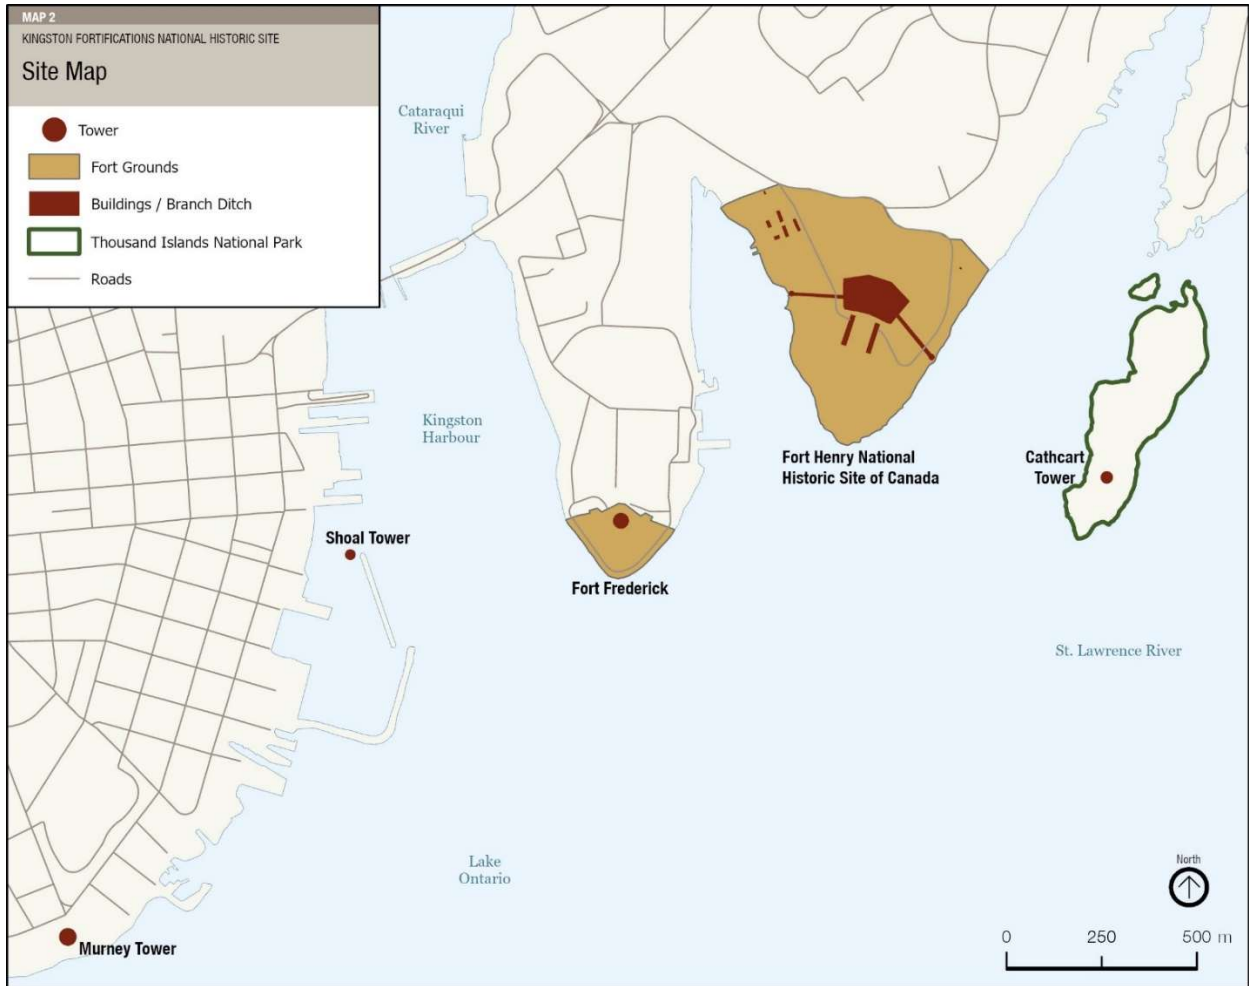 MAP 2
KINGSTON FORTIFICATIONS NATIONAL HISTORIC SITE
Site Map
Tower
Fort Grounds
Buildings / Branch Ditch
Thousand Islands National Park
Roads
Cataraqui
River
Kingston
Harbour
Fort Henry National
Historic Site of Canada
Cathcart
Tower
Shoal Tower
Fort Frederick
St. Lawrence River
Lake
Ontario
North
Murney Tower
0 250 500 m